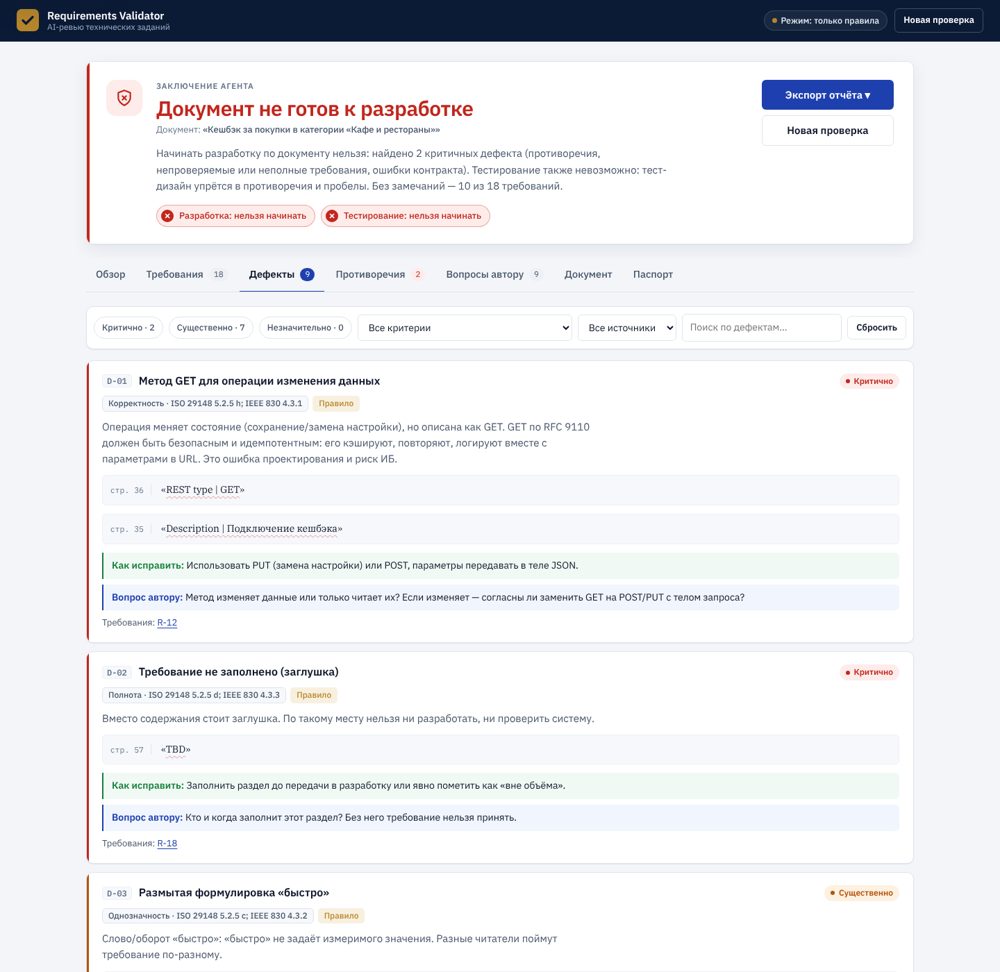 Requirements Validator
AI-ревью технических заданий
Режим: только правила
Новая проверка
ЗАКЛЮЧЕНИЕ АГЕНТА
Документ не готов к разработке
Документ: «Кешбэк за покупки в категории «Кафе и рестораны»»
Начинать разработку по документу нельзя: найдено 2 критичных дефекта (противоречия,
непроверяемые или неполные требования, ошибки контракта). Тестирование также невозможно: тест-
дизайн упрётся в противоречия и пробелы. Без замечаний — 10 из 18 требований.
Разработка: нельзя начинать
Тестирование: нельзя начинать
Экспорт отчёта ▾
Новая проверка
Обзор
Требования 18
Дефекты 9
Противоречия 2
Вопросы автору 9
Документ
Паспорт
Критично · 2
Существенно · 7
Незначительно · 0
Все критерии
Все источники
Поиск по дефектам...
Сбросить
D-01 Метод GET для операции изменения данных
Критично
Корректность · ISO 29148 5.2.5 h; IEEE 830 4.3.1
Правило
Операция меняет состояние (сохранение/замена настройки), но описана как GET. GET по RFC 9110
должен быть безопасным и идемпотентным: его кэшируют, повторяют, логируют вместе с
параметрами в URL. Это ошибка проектирования и риск ИБ.
стр. 36 «REST type | GET»
стр. 35 «Description | Подключение кешбэка»
Как исправить: Использовать PUT (замена настройки) или POST, параметры передавать в теле JSON.
Вопрос автору: Метод изменяет данные или только читает их? Если изменяет — согласны ли заменить GET на POST/PUT с телом запроса?
Требования: R-12
D-02 Требование не заполнено (заглушка)
Критично
Полнота · ISO 29148 5.2.5 d; IEEE 830 4.3.3
Правило
Вместо содержания стоит заглушка. По такому месту нельзя ни разработать, ни проверить систему.
стр. 57 «TBD»
Как исправить: Заполнить раздел до передачи в разработку или явно пометить как «вне объёма».
Вопрос автору: Кто и когда заполнит этот раздел? Без него требование нельзя принять.
Требования: R-18
D-03 Размытая формулировка «быстро»
Существенно
Однозначность · ISO 29148 5.2.5 c; IEEE 830 4.3.2
Правило
Слово/оборот «быстро»: «быстро» не задаёт измеримого значения. Разные читатели поймут
требование по-разному.